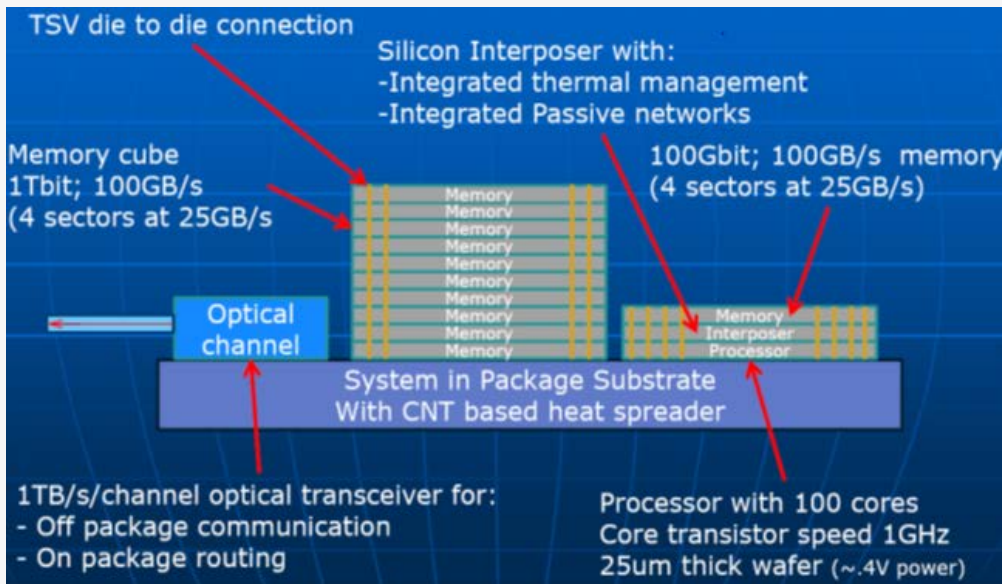 TSV die to die connection
Silicon Interposer with:
-Integrated thermal management
-Integrated Passive networks
Memory cube
1Tbit; 100GB/s
(4 sectors at 25GB/s
100Gbit; 100GB/s memory
(4 sectors at 25GB/s)
Memory
Memory
Memory
Memory
Memory
Memory
Memory
Memory
Memory
Memory
Optical
channel
Memory
Interposer
Processor
System in Package Substrate
With CNT based heat spreader
1TB/s/channel optical transceiver for:
- Off package communication
- On package routing
Processor with 100 cores
Core transistor speed 1GHz
25um thick wafer (~.4V power)